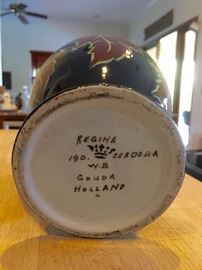 REGINA
190. CORDOBA
W.B
GOUDA
HOLLAND